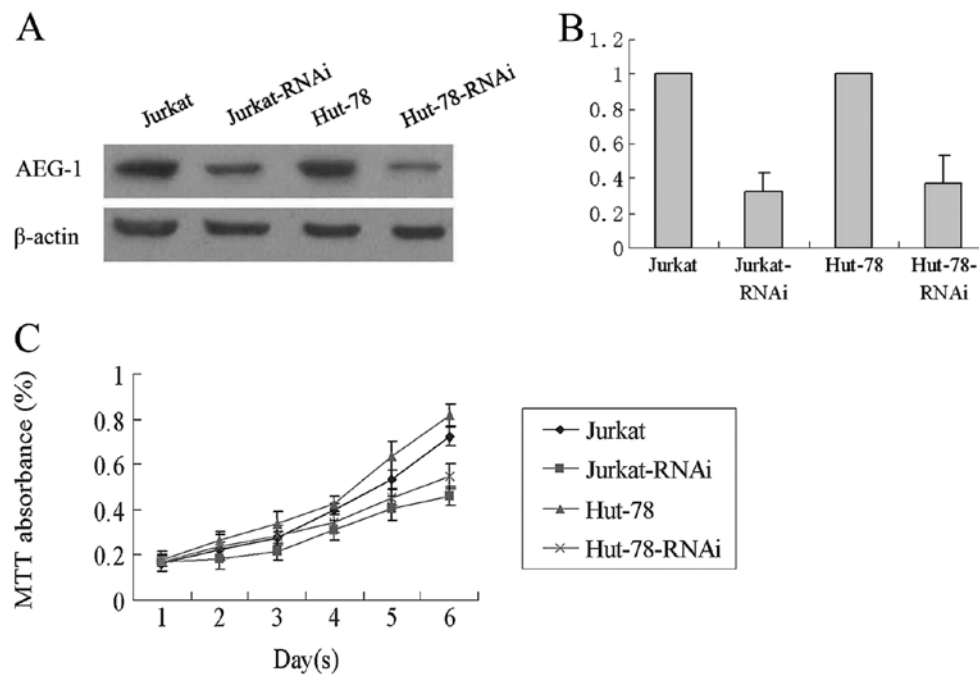 A
Jurkat
Jurkat-RNAi
Hut-78
Hut-78-RNAi
AEG-1
β-actin
B
1.2
1
0.8
0.6
0.4
0.2
0
Jurkat
Jurkat-
RNAi
Hut-78
Hut-78-
RNAi
C
MTT absorbance (%)
1
0.8
0.6
0.4
0.2
0
1 2 3 4 5 6
Day(s)
Jurkat
Jurkat-RNAi
Hut-78
Hut-78-RNAi